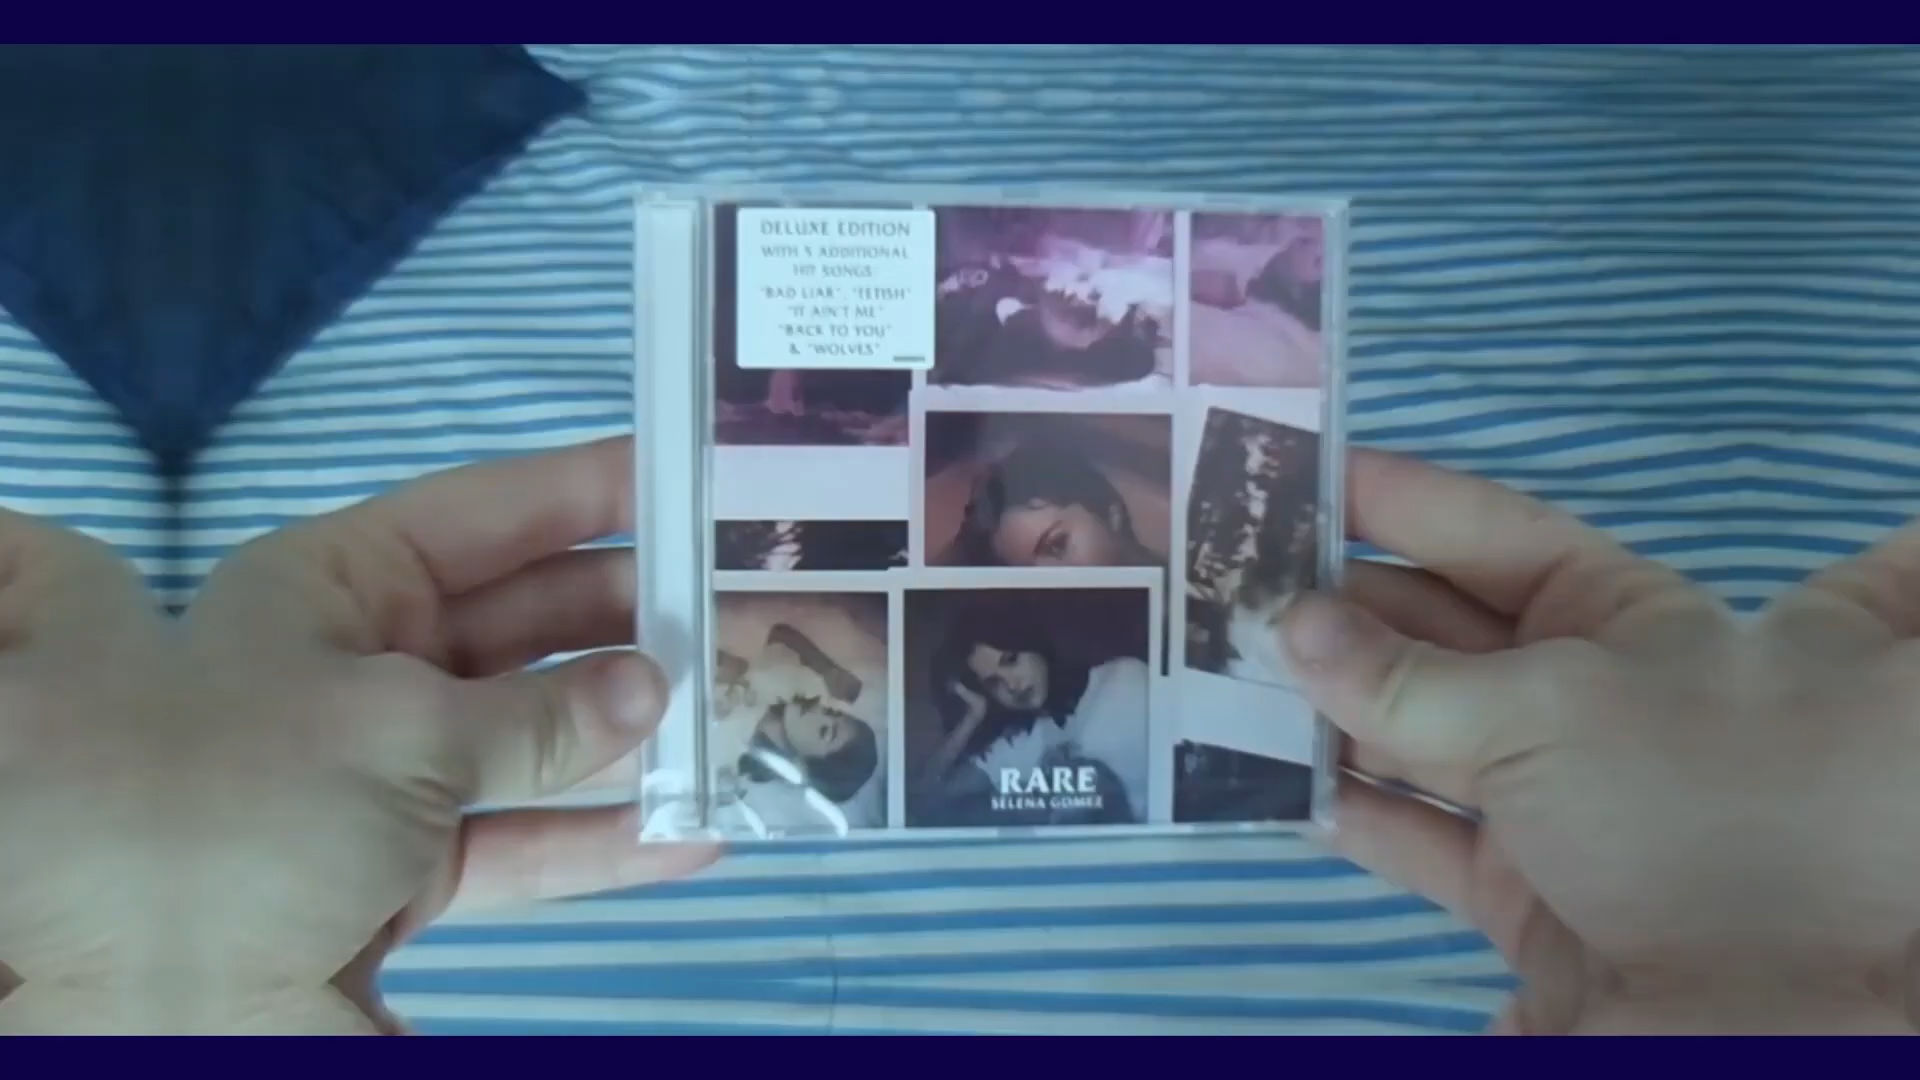 DELUXE EDITION
WITH 5 ADDITIONAL
HIT SONGS:
"BAD LIAR", "FETISH"
"IT AIN'T ME"
"BACK TO YOU"
& "WOLVES"
RARE
SELENA GOMEZ